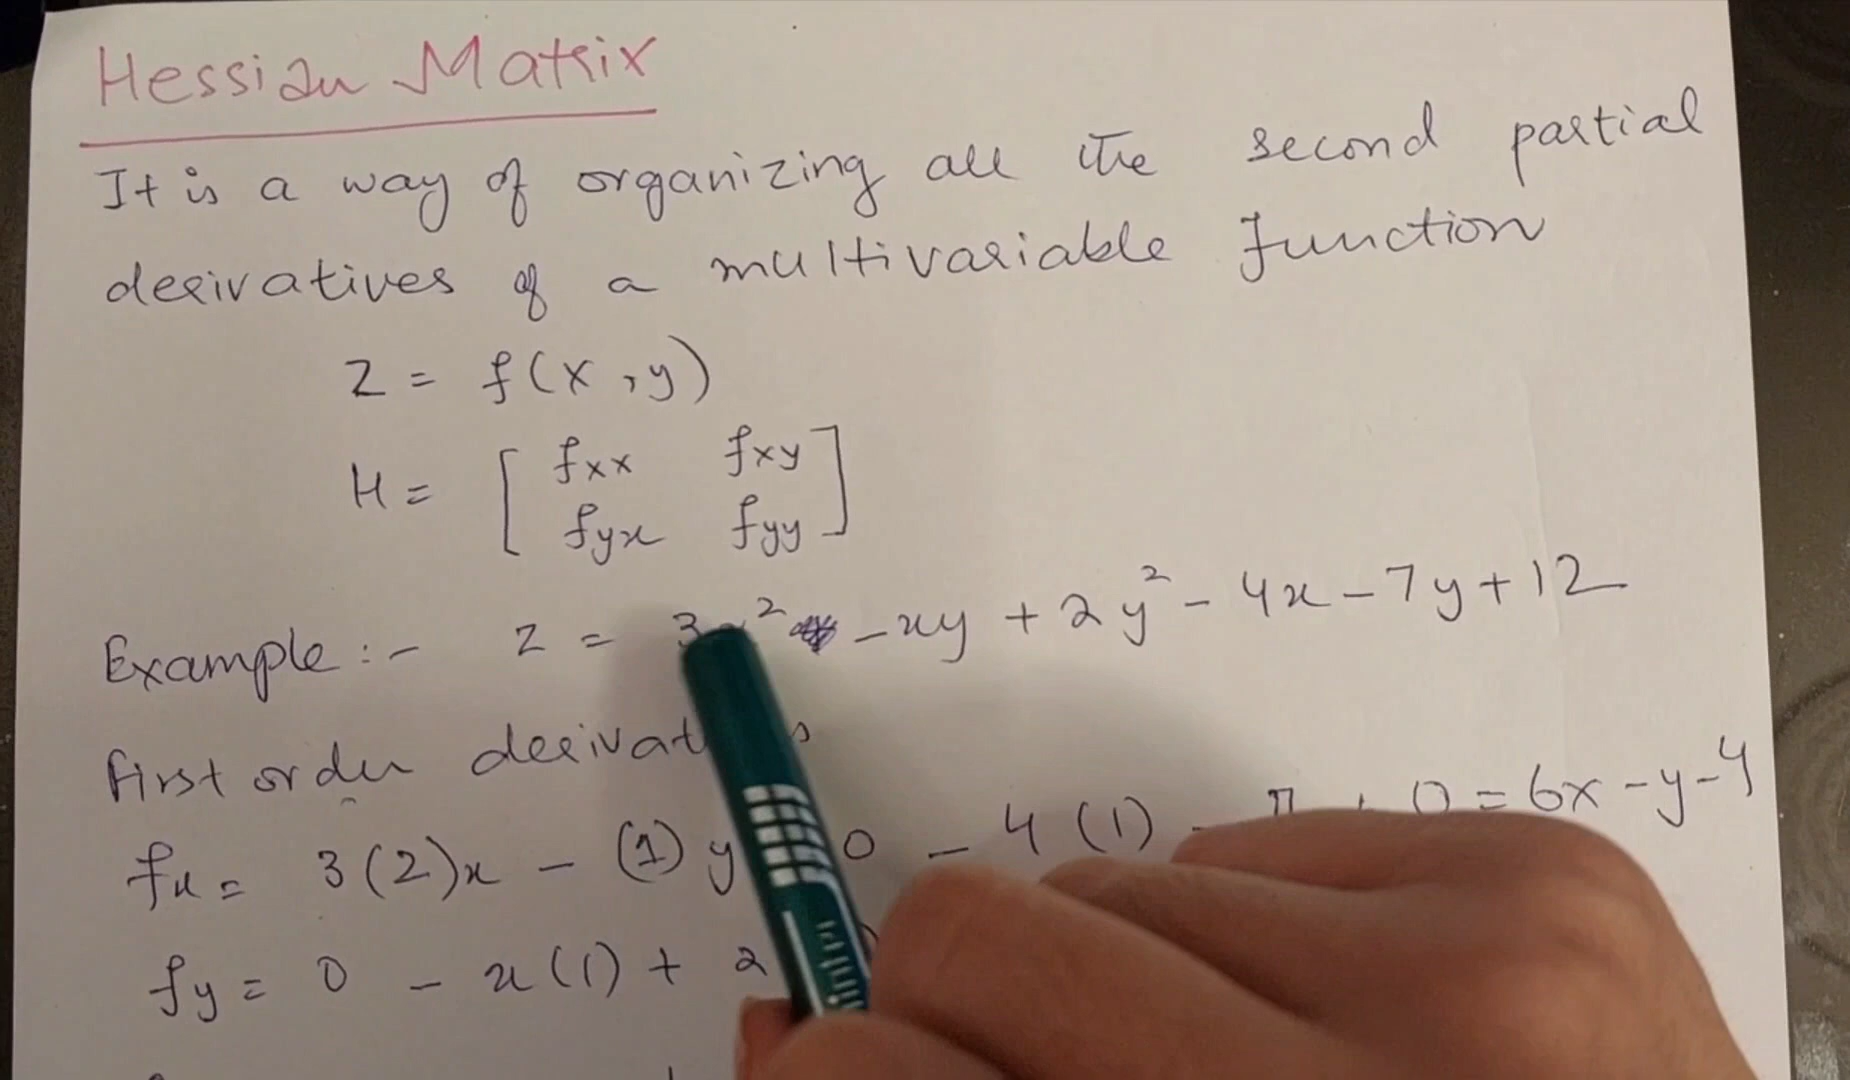 Hessian Matrix
It is a way of organizing all the second partial
derivatives of a multivariable function
Z = f(x,y)
H = [ fxx fxy
fyx fyy ]
Example :- z = 3x² - xy + 2y² - 4x - 7y + 12
first order
fx = 3(2)x - (1)y 0 - 4(1) - 0 = 6x - y - 4
fy = 0 - x(1) + 2